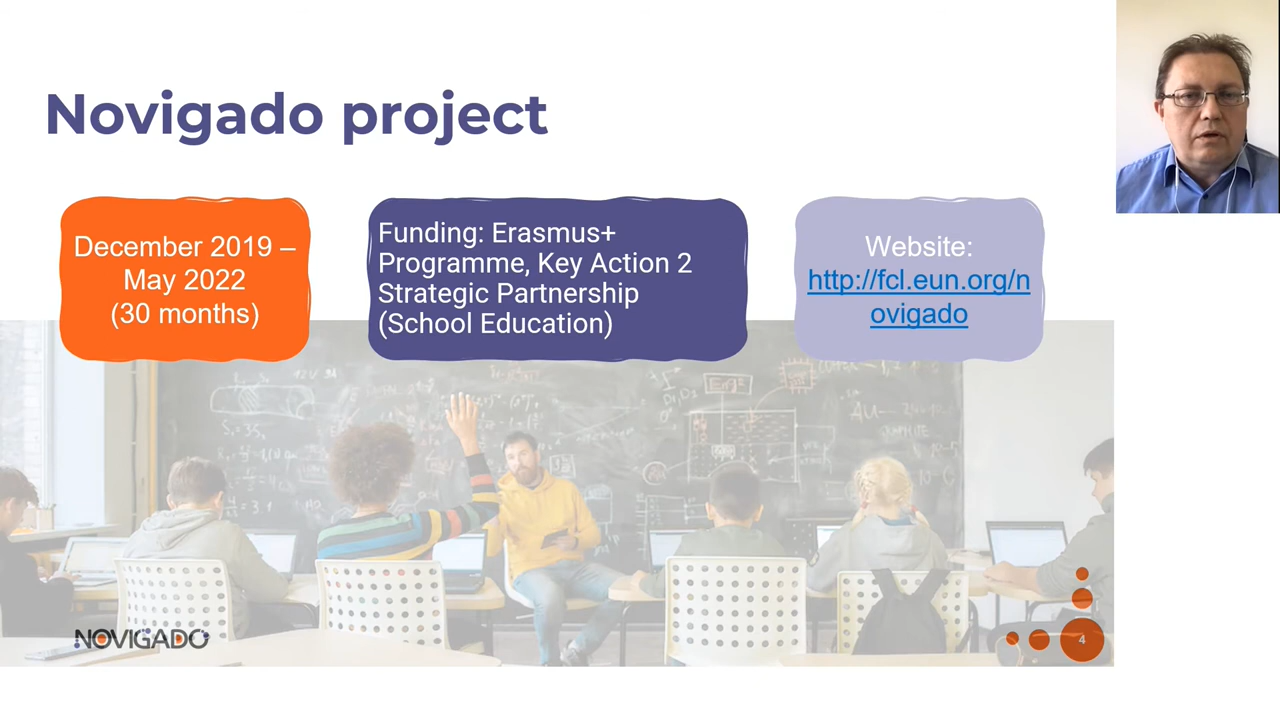 Novigado project
December 2019 –
May 2022
(30 months)
Funding: Erasmus+
Programme, Key Action 2
Strategic Partnership
(School Education)
Website:
http://fcl.eun.org/n
ovigado
NOVIGADO
4